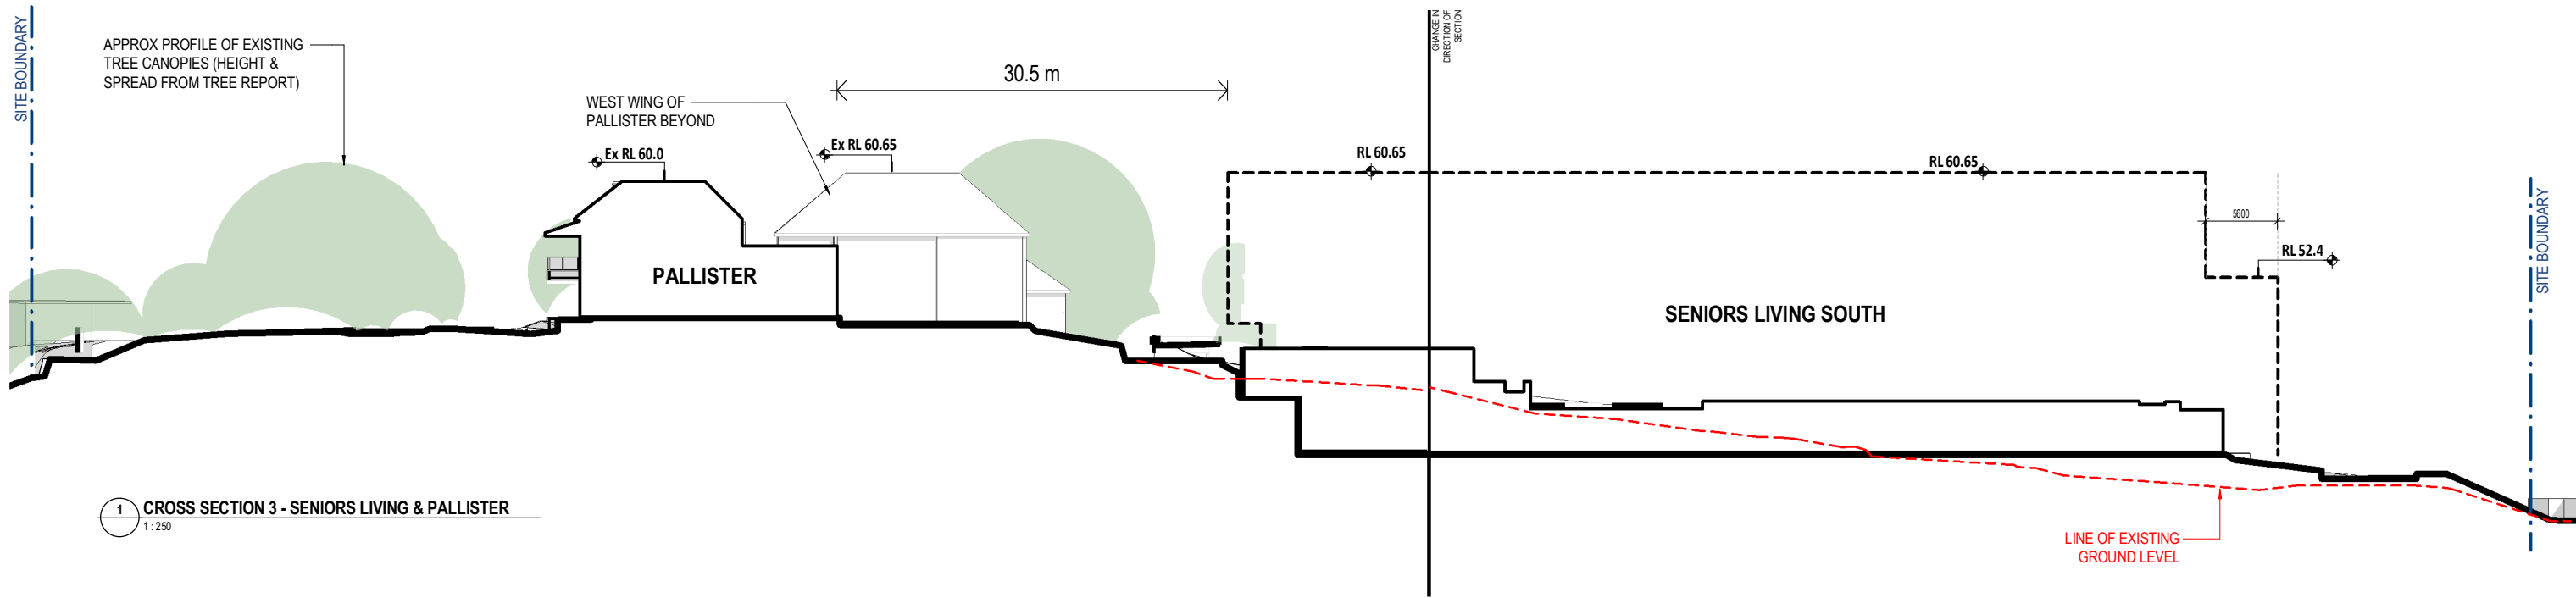 SITE BOUNDARY
APPROX PROFILE OF EXISTING
TREE CANOPIES (HEIGHT &
SPREAD FROM TREE REPORT)
WEST WING OF
PALLISTER BEYOND
30.5 m
CHANGE IN
DIRECTION OF
SECTION
Ex RL 60.0
Ex RL 60.65
RL 60.65
RL 60.65
5600
RL 52.4
SITE BOUNDARY
PALLISTER
SENIORS LIVING SOUTH
1
CROSS SECTION 3 - SENIORS LIVING & PALLISTER
1 : 250
LINE OF EXISTING
GROUND LEVEL